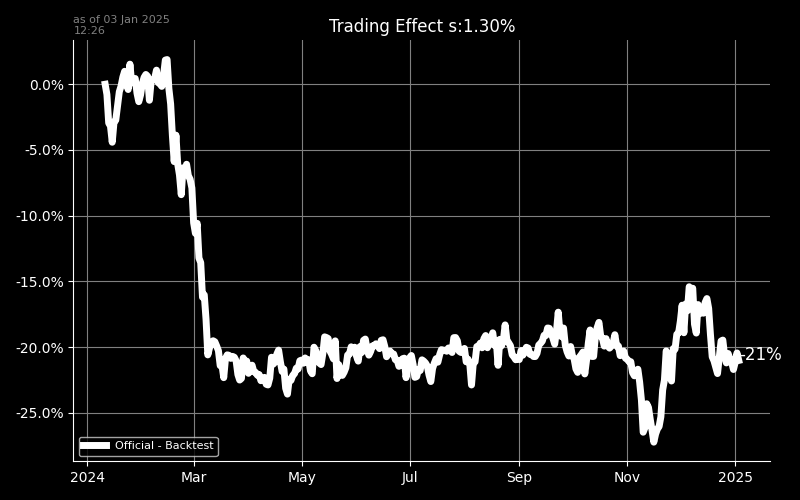 as of 03 Jan 2025
12:26
Trading Effect s:1.30%
0.0%
-5.0%
-10.0%
-15.0%
-20.0%
-25.0%
-21%
Official - Backtest
2024 Mar May Jul Sep Nov 2025